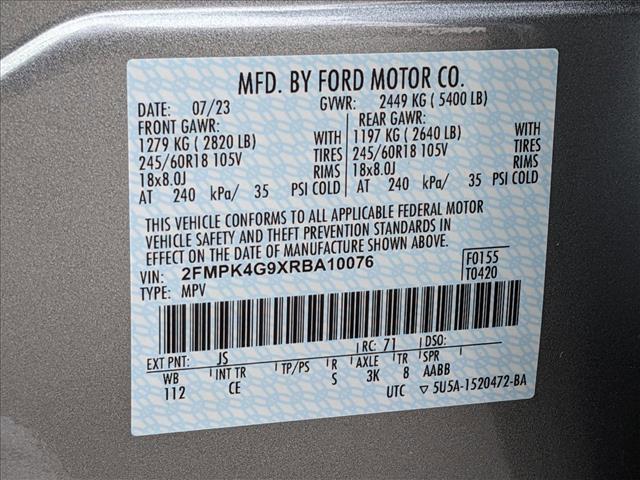 MFD. BY FORD MOTOR CO.
DATE: 07/23 GVWR: 2449 KG ( 5400 LB)
FRONT GAWR: REAR GAWR:
1279 KG ( 2820 LB) WITH 1197 KG ( 2640 LB) WITH
245/60R18 105V TIRES 245/60R18 105V TIRES
18x8.0J RIMS 18x8.0J RIMS
AT 240 kPa/ 35 PSI COLD AT 240 kPa/ 35 PSI COLD
THIS VEHICLE CONFORMS TO ALL APPLICABLE FEDERAL MOTOR
VEHICLE SAFETY AND THEFT PREVENTION STANDARDS IN
EFFECT ON THE DATE OF MANUFACTURE SHOWN ABOVE.
VIN: 2FMPK4G9XRBA10076 F0155
TYPE: MPV T0420
EXT PNT: JS RC: 71 DSO:
WB INT TR TP/PS R AXLE TR SPR
112 CE S 3K 8 AABB
UTC ▽ 5U5A-1520472-BA